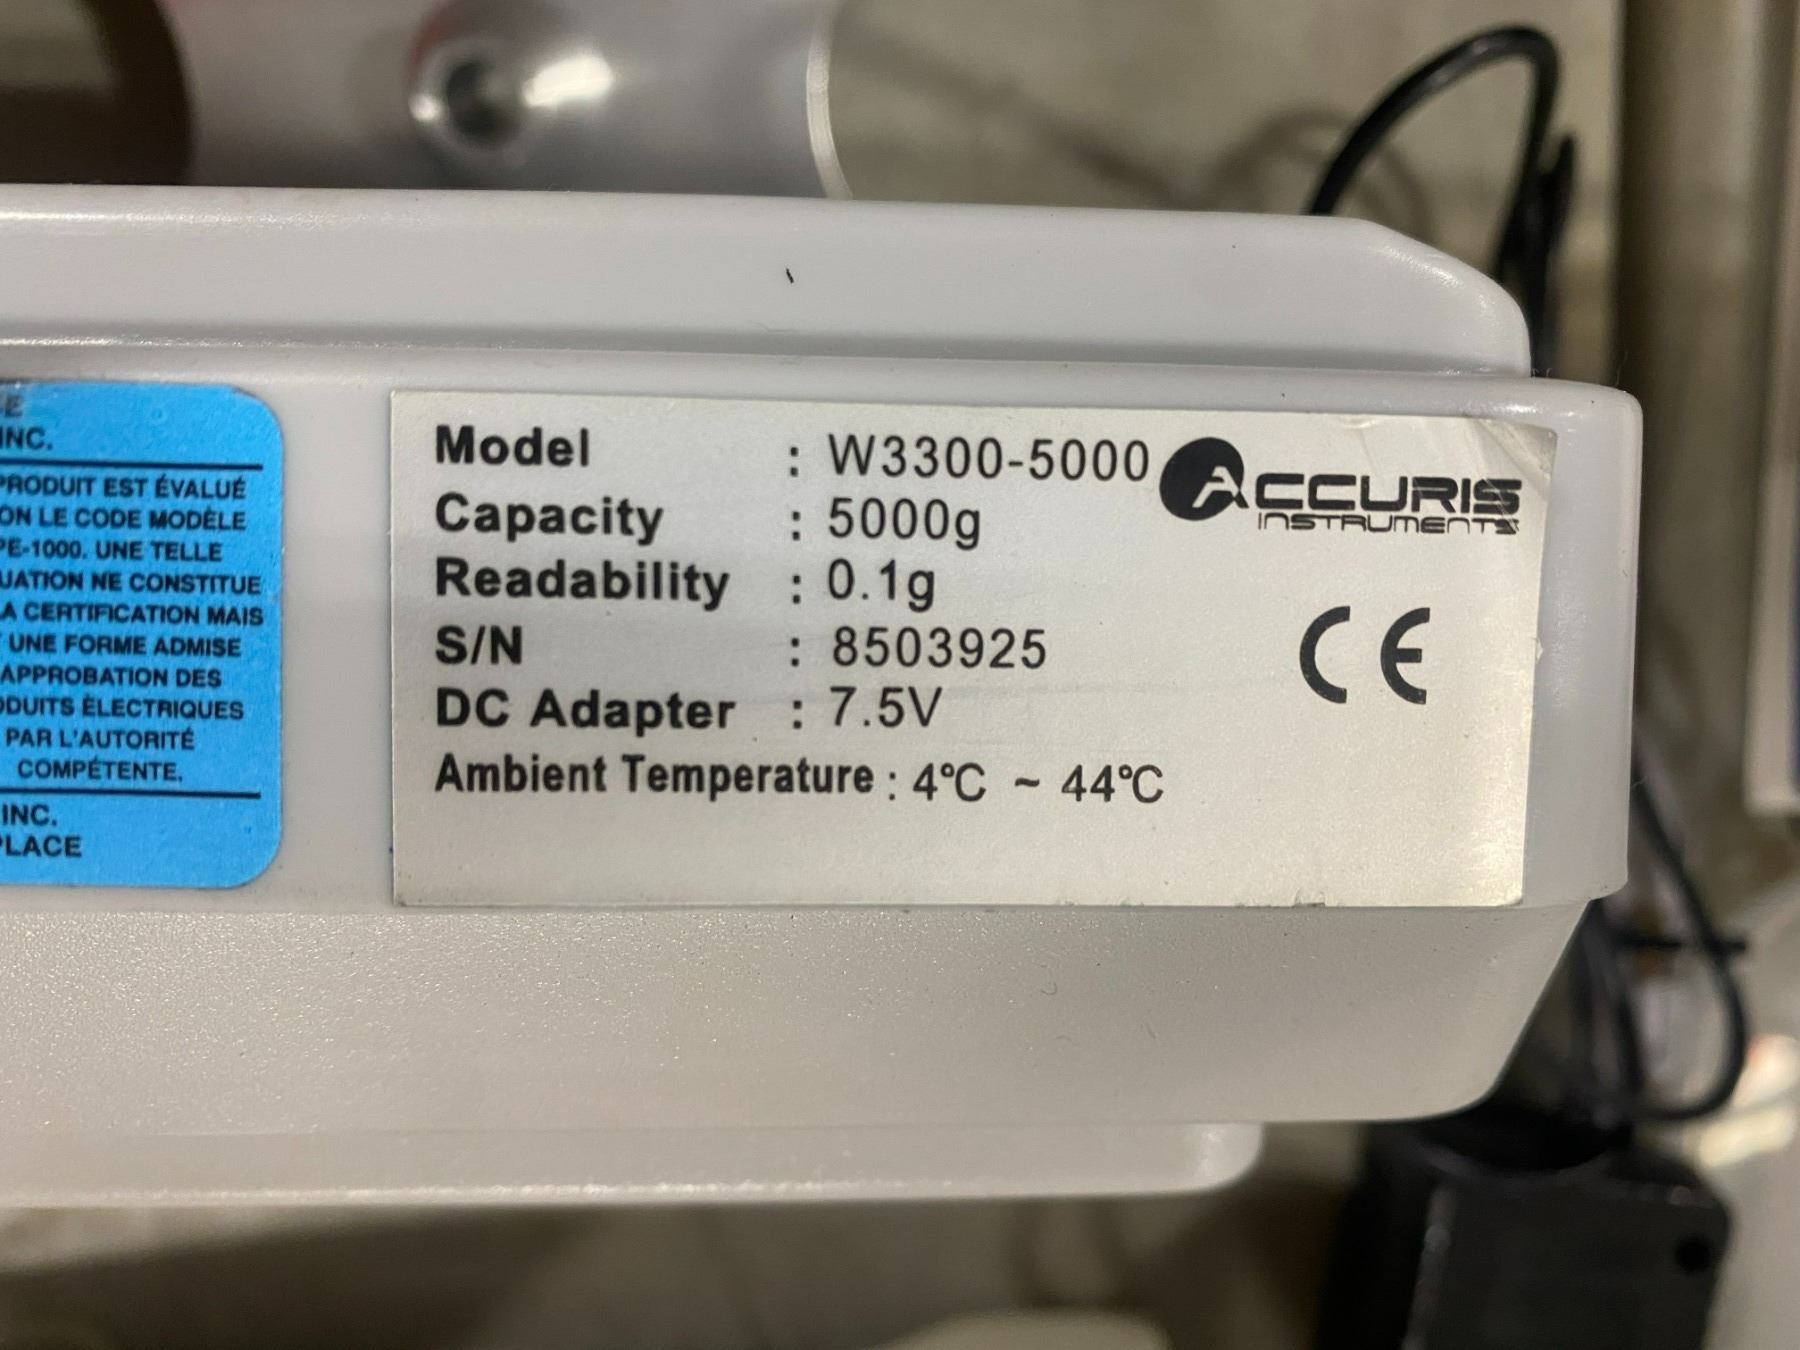 INC.
PRODUIT EST ÉVALUÉ
ON LE CODE MODÈLE
PE-1000. UNE TELLE
UATION NE CONSTITUE
LA CERTIFICATION MAIS
UNE FORME ADMISE
APPROBATION DES
ODUITS ÉLECTRIQUES
PAR L'AUTORITÉ
COMPÉTENTE.
INC.
PLACE
Model : W3300-5000
Capacity : 5000g
Readability : 0.1g
S/N : 8503925
DC Adapter : 7.5V
Ambient Temperature : 4°C ~ 44°C
ACCURIS
INSTRUMENTS
CE